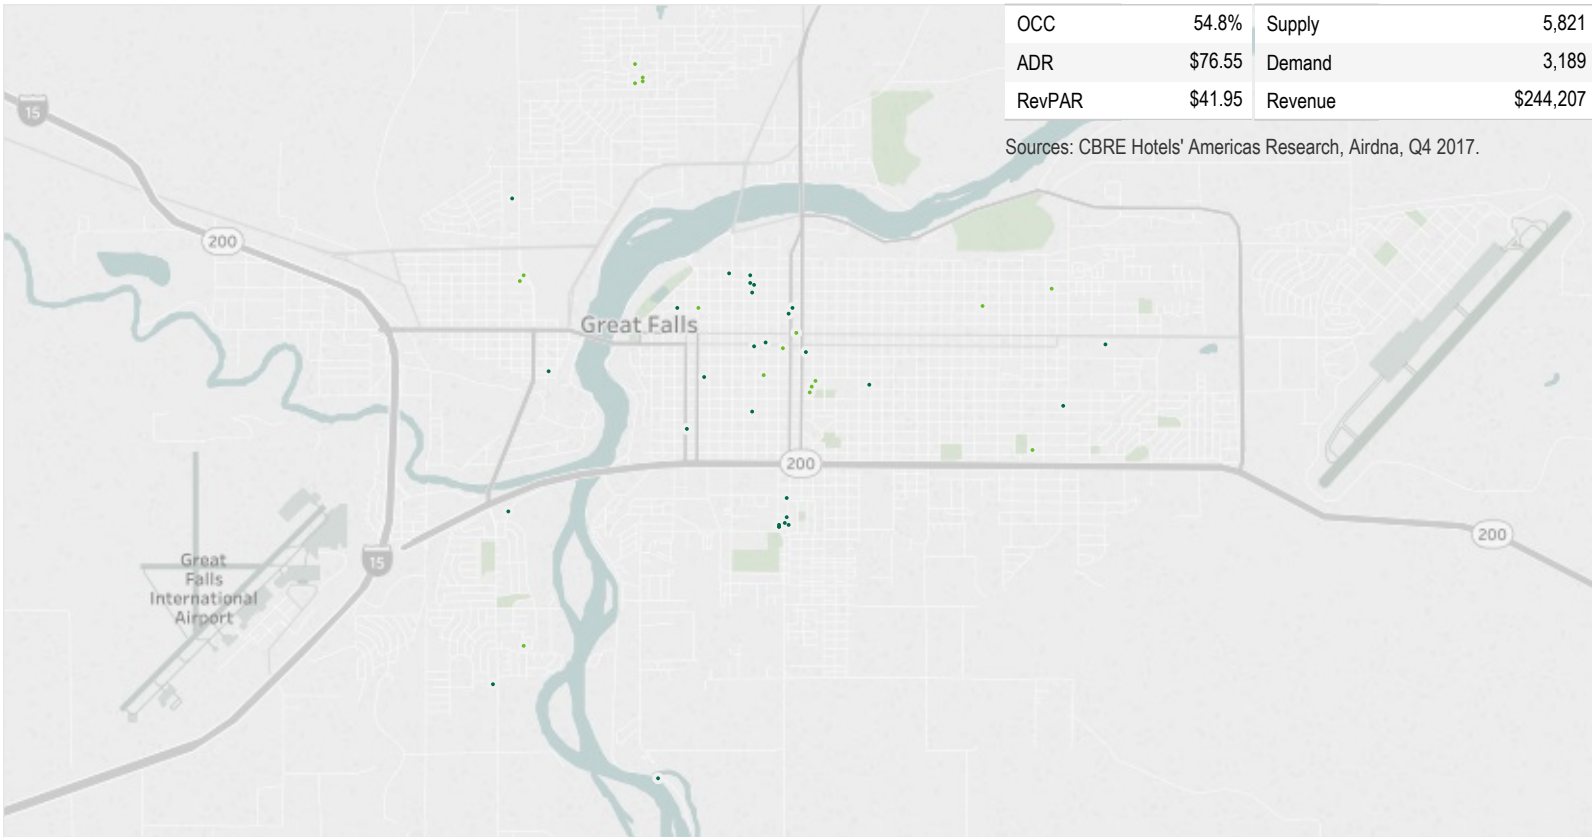 OCC 54.8% Supply 5,821
ADR $76.55 Demand 3,189
RevPAR $41.95 Revenue $244,207
Sources: CBRE Hotels' Americas Research, Airdna, Q4 2017.
15
200
Great Falls
200
200
15
Great
Falls
International
Airport